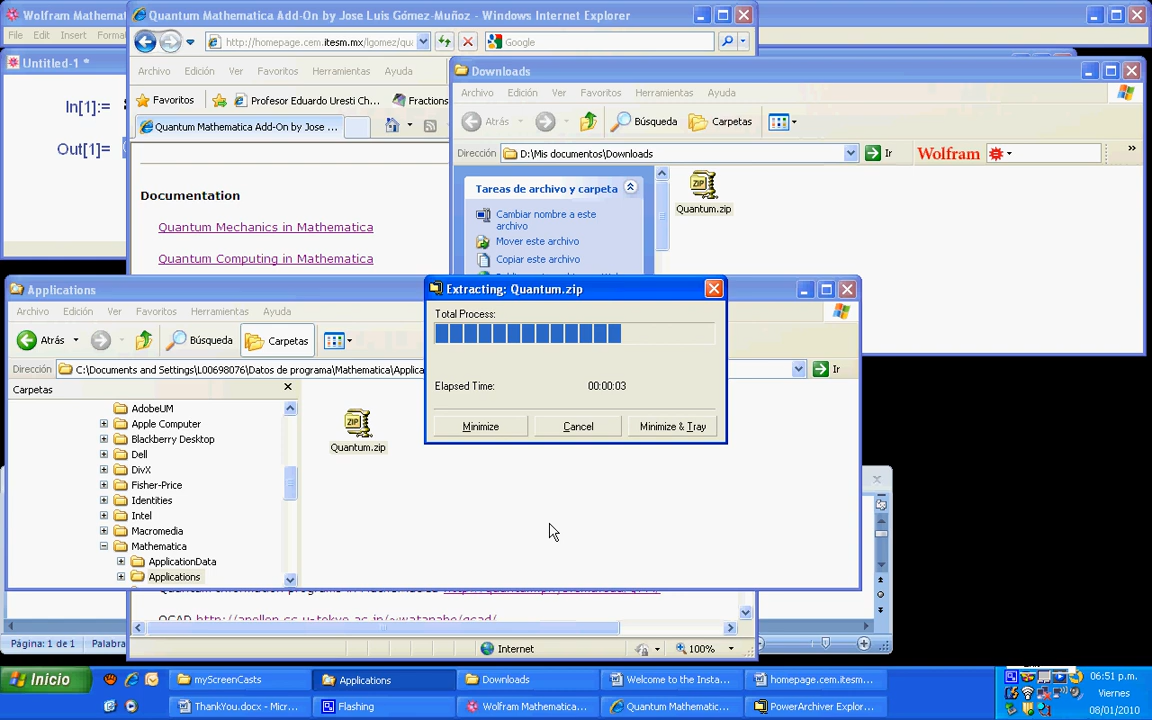 Wolfram Mathema
File Edit Insert Forma
Untitled-1 *
In[1]:=
Out[1]=
Quantum Mathematica Add-On by Jose Luis Gómez-Muñoz - Windows Internet Explorer
http://homepage.cem.itesm.mx/lgomez/qua
Google
Archivo Edición Ver Favoritos Herramientas Ayuda
Favoritos Profesor Eduardo Uresti Ch... Fractions
Quantum Mathematica Add-On by Jose ...
Documentation
Quantum Mechanics in Mathematica
Quantum Computing in Mathematica
Downloads
Archivo Edición Ver Favoritos Herramientas Ayuda
Atrás Búsqueda Carpetas
Dirección D:\Mis documentos\Downloads Ir Wolfram »
Tareas de archivo y carpeta
Cambiar nombre a este
archivo
Mover este archivo
Copiar este archivo
Quantum.zip
Applications
Archivo Edición Ver Favoritos Herramientas Ayuda
Atrás Búsqueda Carpetas
Dirección C:\Documents and Settings\L00698076\Datos de programa\Mathematica\Applica Ir
Carpetas
AdobeUM
Apple Computer
Blackberry Desktop
Dell
DivX
Fisher-Price
Identities
Intel
Macromedia
Mathematica
ApplicationData
Applications
Quantum.zip
Extracting: Quantum.zip
Total Process:
Elapsed Time: 00:00:03
Minimize Cancel Minimize & Tray
QCAD http://apollon.cc.u-tokyo.ac.jp/~watanabe/qcad/
Página: 1 de 1 Palabra
Internet 100%
Inicio myScreenCasts Applications Downloads Welcome to the Insta... homepage.cem.itesm... 06:51 p.m.
Viernes
ThankYou.docx - Micr... Flashing Wolfram Mathematica... Quantum Mathematic... PowerArchiver Explor... 08/01/2010